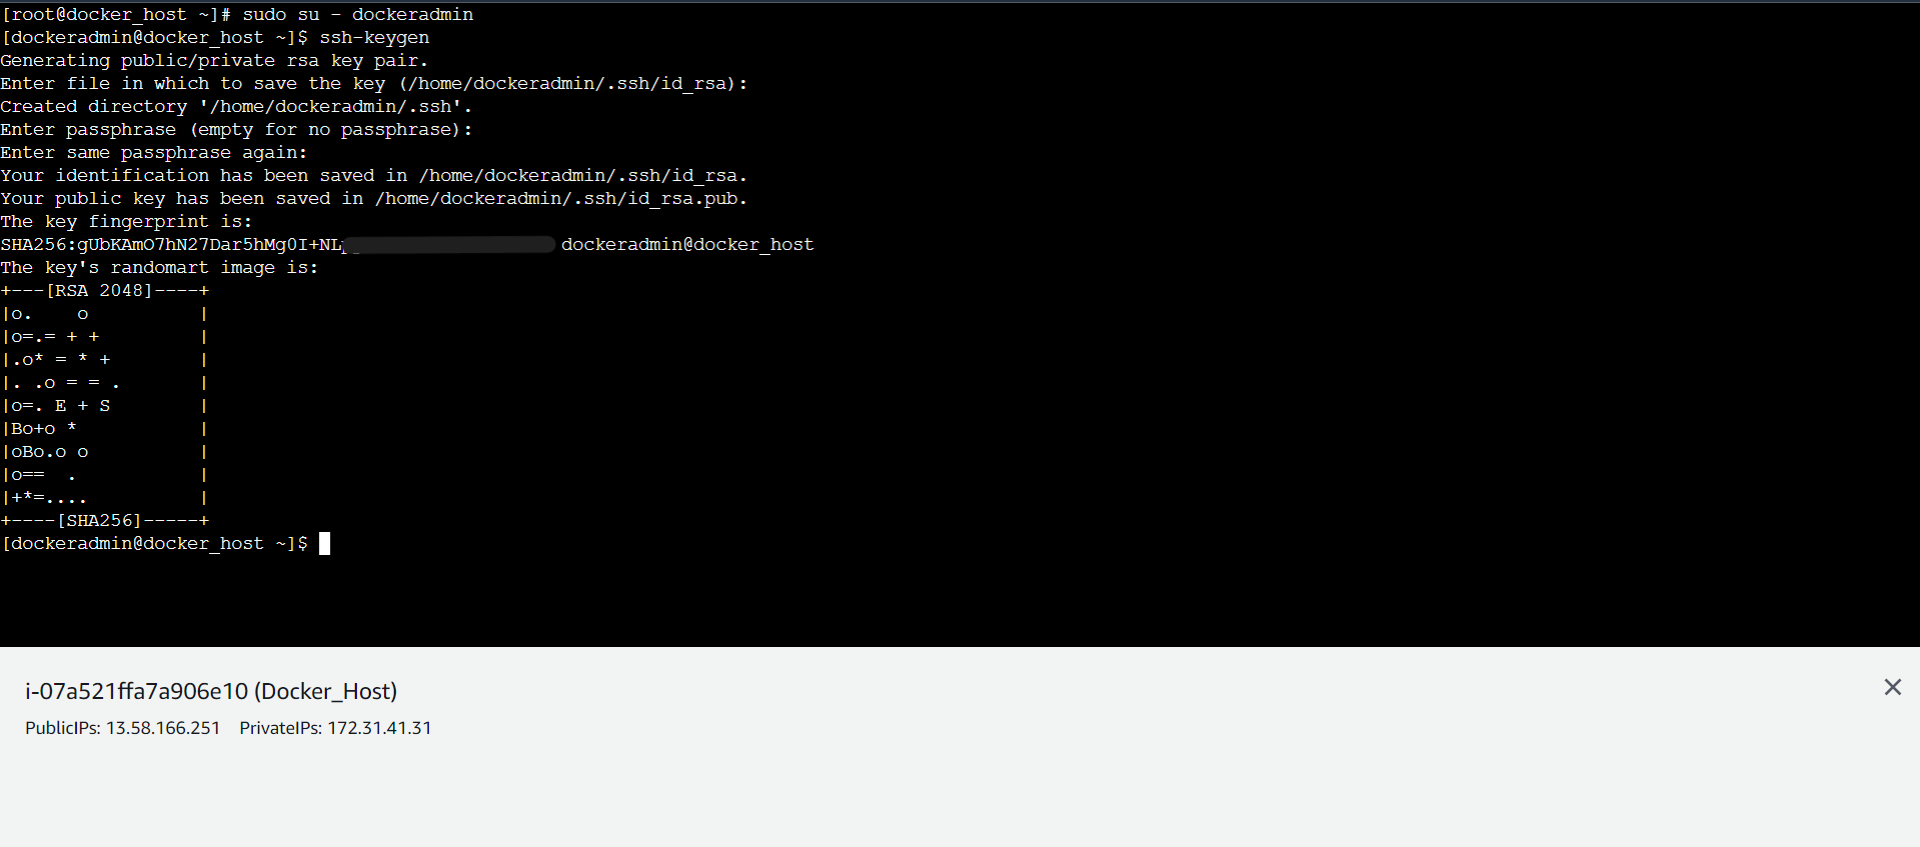 [root@docker_host ~]# sudo su - dockeradmin
[dockeradmin@docker_host ~]$ ssh-keygen
Generating public/private rsa key pair.
Enter file in which to save the key (/home/dockeradmin/.ssh/id_rsa):
Created directory '/home/dockeradmin/.ssh'.
Enter passphrase (empty for no passphrase):
Enter same passphrase again:
Your identification has been saved in /home/dockeradmin/.ssh/id_rsa.
Your public key has been saved in /home/dockeradmin/.ssh/id_rsa.pub.
The key fingerprint is:
SHA256:gUbKAmO7hN27Dar5hMg0I+NL dockeradmin@docker_host
The key's randomart image is:
+---[RSA 2048]----+
|o.    o          |
|o=.= + +         |
|.o* = * +        |
|. .o = = .       |
|o=. E + S        |
|Bo+o *           |
|oBo.o o          |
|o==  .           |
|+*=....          |
+----[SHA256]-----+
[dockeradmin@docker_host ~]$
i-07a521ffa7a906e10 (Docker_Host)
PublicIPs: 13.58.166.251 PrivateIPs: 172.31.41.31